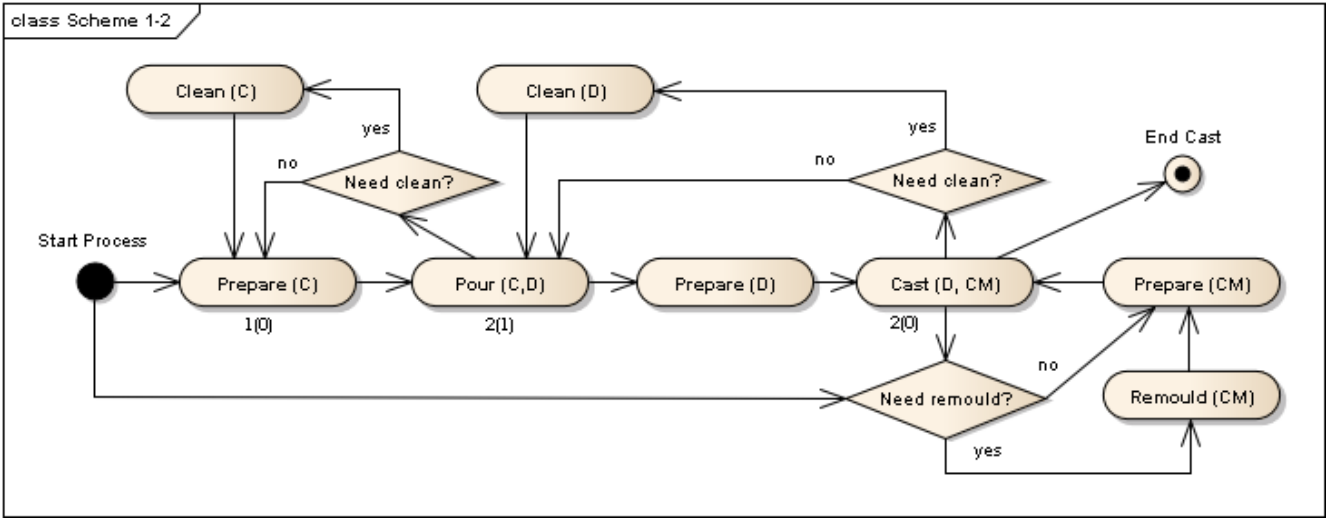 class Scheme 1-2
Clean (C)
Clean (D)
yes
yes
End Cast
no
Need clean?
no
Need clean?
Start Process
Prepare (C)
Pour (C,D)
Prepare (D)
Cast (D, CM)
Prepare (CM)
1(0)
2(1)
2(0)
no
Need remould?
Remould (CM)
yes